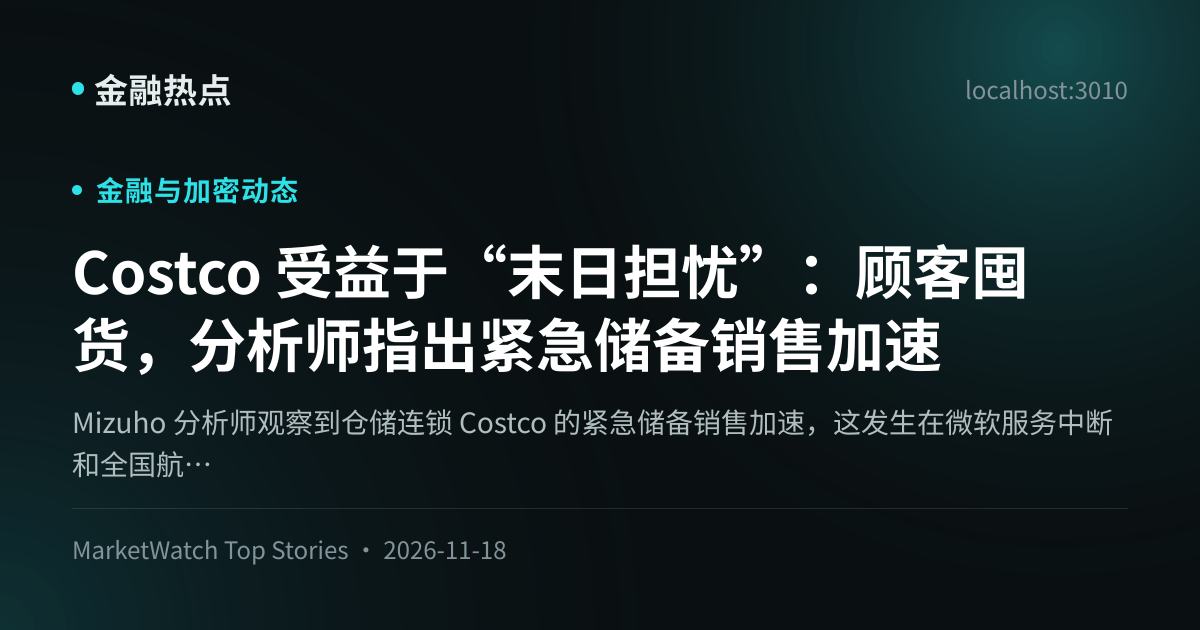 金融热点
localhost:3010
金融与加密动态
Costco 受益于“末日担忧”：顾客囤
货，分析师指出紧急储备销售加速
Mizuho 分析师观察到仓储连锁 Costco 的紧急储备销售加速，这发生在微软服务中断
和全国航…
MarketWatch Top Stories • 2026-11-18